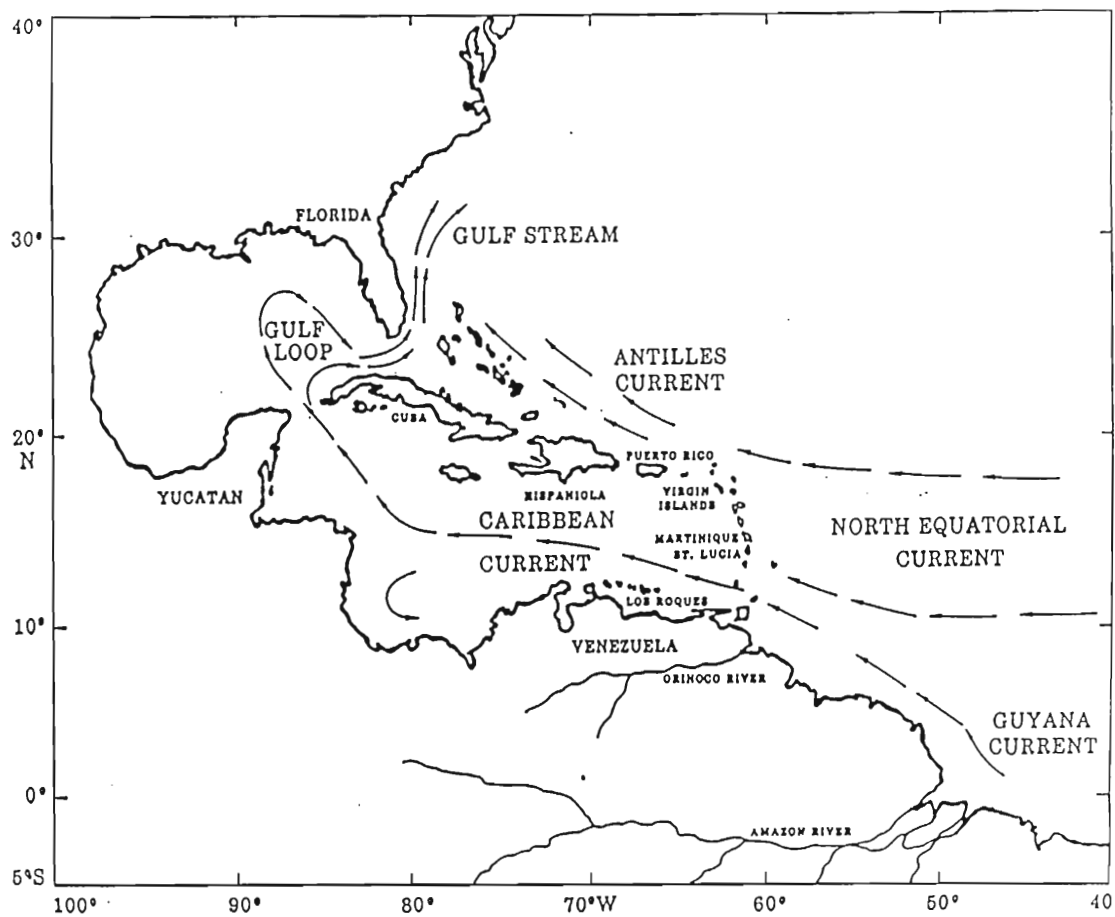 40°
FLORIDA
30°
GULF STREAM
GULF
LOOP
ANTILLES
CURRENT
CUBA
20°
N
PUERTO RICO
YUCATAN
HISPANIOLA
VIRGIN
ISLANDS
CARIBBEAN
CURRENT
MARTINIQUE
ST. LUCIA
NORTH EQUATORIAL
CURRENT
LOS ROQUES
10°
VENEZUELA
ORINOCO RIVER
GUYANA
CURRENT
0°
AMAZON RIVER
5°S
100° 90° 80° 70°W 60° 50° 40